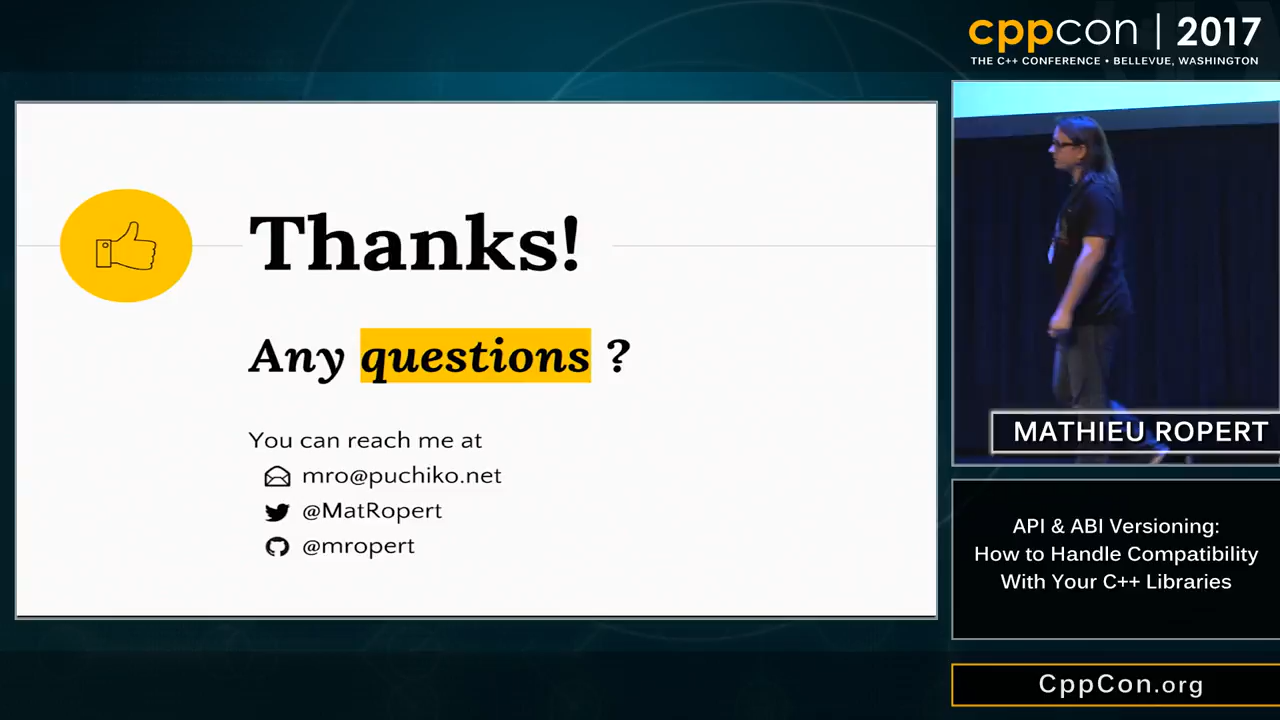 cppcon | 2017
THE C++ CONFERENCE • BELLEVUE, WASHINGTON
Thanks!
Any questions ?
You can reach me at
mro@puchiko.net
@MatRopert
@mropert
MATHIEU ROPERT
API & ABI Versioning:
How to Handle Compatibility
With Your C++ Libraries
CppCon.org